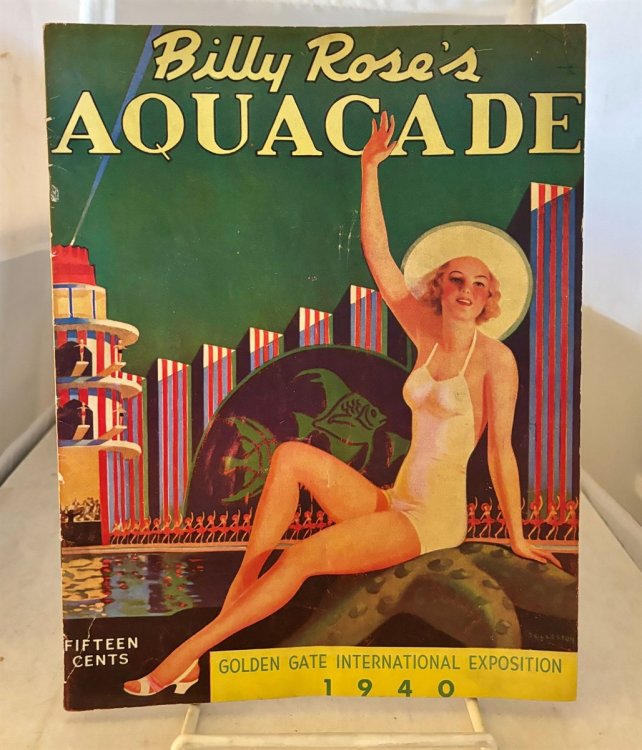 Billy Rose's
AQUACADE
FIFTEEN
CENTS
GOLDEN GATE INTERNATIONAL EXPOSITION
1940